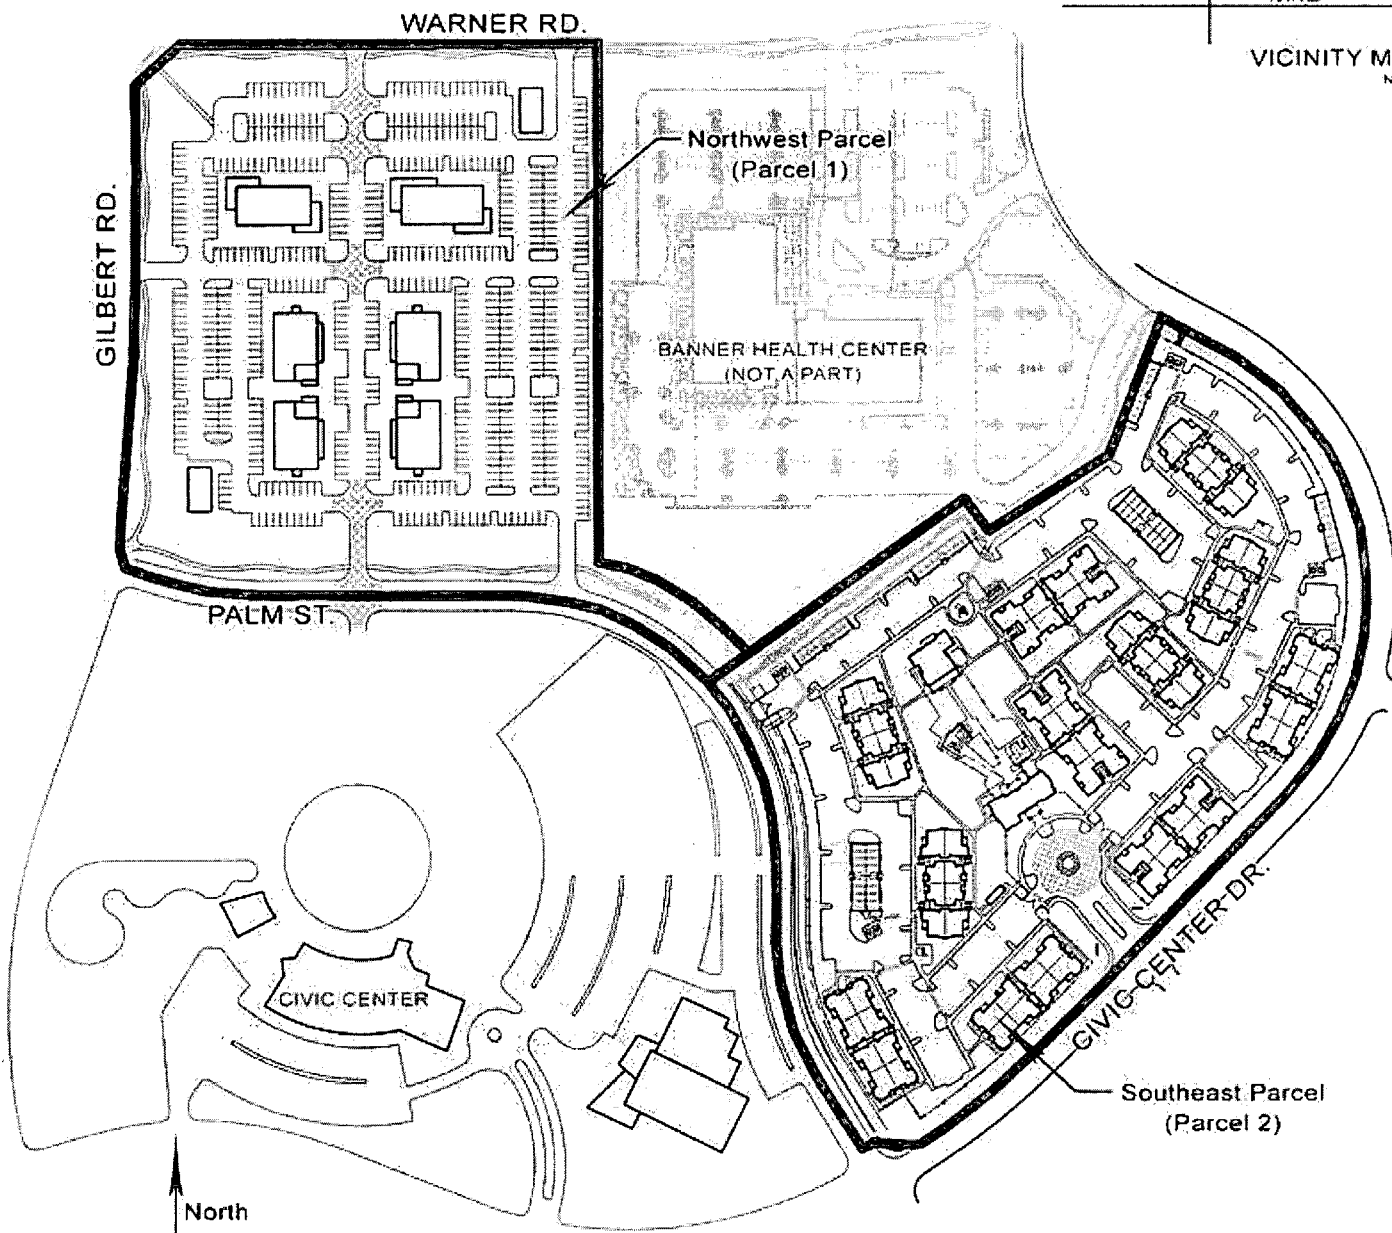 WARNER RD.
VICINITY M
N
Northwest Parcel
(Parcel 1)
GILBERT RD.
BANNER HEALTH CENTER
(NOT A PART)
PALM ST.
CIVIC CENTER
CIVIC CENTER DR.
Southeast Parcel
(Parcel 2)
North